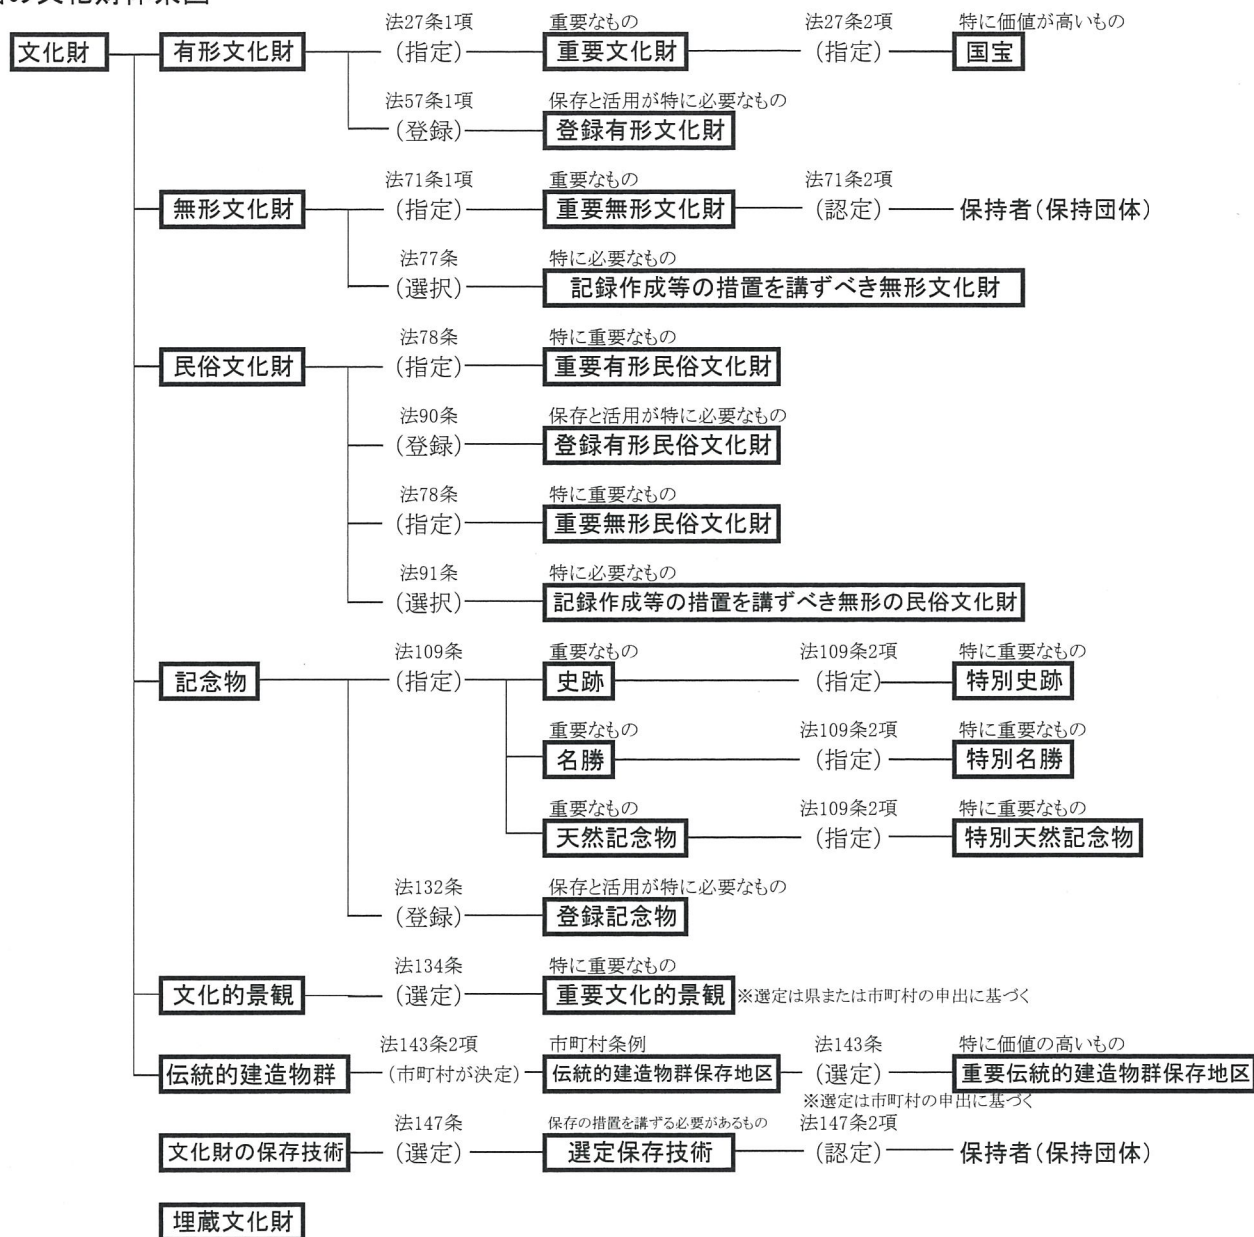 の文化財体系図
法27条1項 重要なもの 法27条2項 特に価値が高いもの
文化財 有形文化財 (指定) 重要文化財 (指定) 国宝
法57条1項 保存と活用が特に必要なもの
(登録) 登録有形文化財
法71条1項 重要なもの 法71条2項
無形文化財 (指定) 重要無形文化財 (認定) 保持者(保持団体)
法77条 特に必要なもの
(選択) 記録作成等の措置を講ずべき無形文化財
法78条 特に重要なもの
民俗文化財 (指定) 重要有形民俗文化財
法90条 保存と活用が特に必要なもの
(登録) 登録有形民俗文化財
法78条 特に重要なもの
(指定) 重要無形民俗文化財
法91条 特に必要なもの
(選択) 記録作成等の措置を講ずべき無形の民俗文化財
法109条 重要なもの 法109条2項 特に重要なもの
記念物 (指定) 史跡 (指定) 特別史跡
重要なもの 法109条2項 特に重要なもの
名勝 (指定) 特別名勝
重要なもの 法109条2項 特に重要なもの
天然記念物 (指定) 特別天然記念物
法132条 保存と活用が特に必要なもの
(登録) 登録記念物
法134条 特に重要なもの
文化的景観 (選定) 重要文化的景観 ※選定は県または市町村の申出に基づく
法143条2項 市町村条例 法143条 特に価値の高いもの
伝統的建造物群 (市町村が決定) 伝統的建造物群保存地区 (選定) 重要伝統的建造物群保存地区
※選定は市町村の申出に基づく
法147条 保存の措置を講ずる必要があるもの 法147条2項
文化財の保存技術 (選定) 選定保存技術 (認定) 保持者(保持団体)
埋蔵文化財